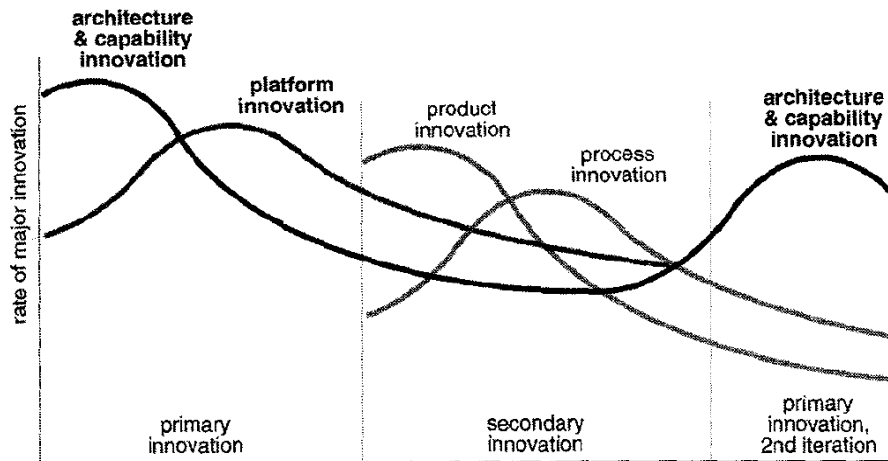 architecture
& capability
innovation
platform
innovation
product
innovation
process
innovation
architecture
& capability
innovation
rate of major innovation
primary
innovation
secondary
innovation
primary
innovation,
2nd iteration